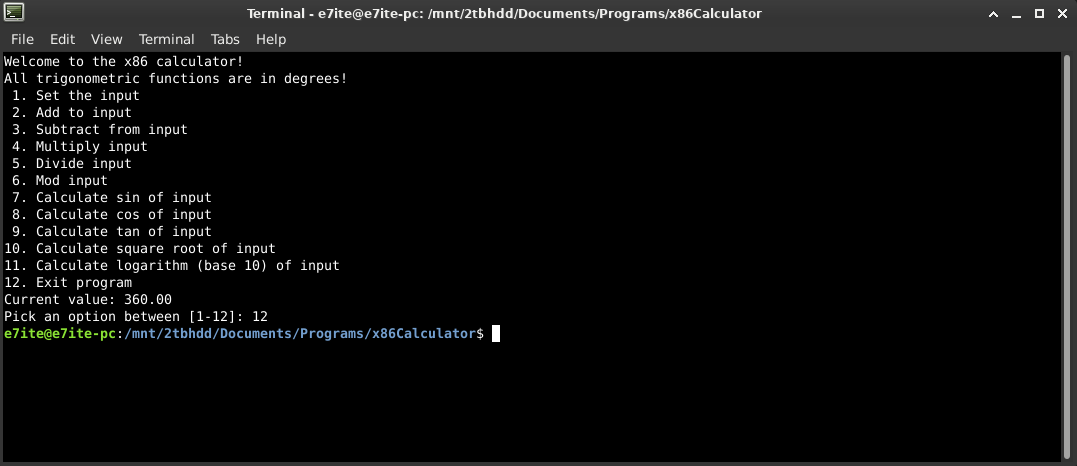 Terminal - e7ite@e7ite-pc: /mnt/2tbhdd/Documents/Programs/x86Calculator
File Edit View Terminal Tabs Help
Welcome to the x86 calculator!
All trigonometric functions are in degrees!
 1. Set the input
 2. Add to input
 3. Subtract from input
 4. Multiply input
 5. Divide input
 6. Mod input
 7. Calculate sin of input
 8. Calculate cos of input
 9. Calculate tan of input
10. Calculate square root of input
11. Calculate logarithm (base 10) of input
12. Exit program
Current value: 360.00
Pick an option between [1-12]: 12
e7ite@e7ite-pc:/mnt/2tbhdd/Documents/Programs/x86Calculator$